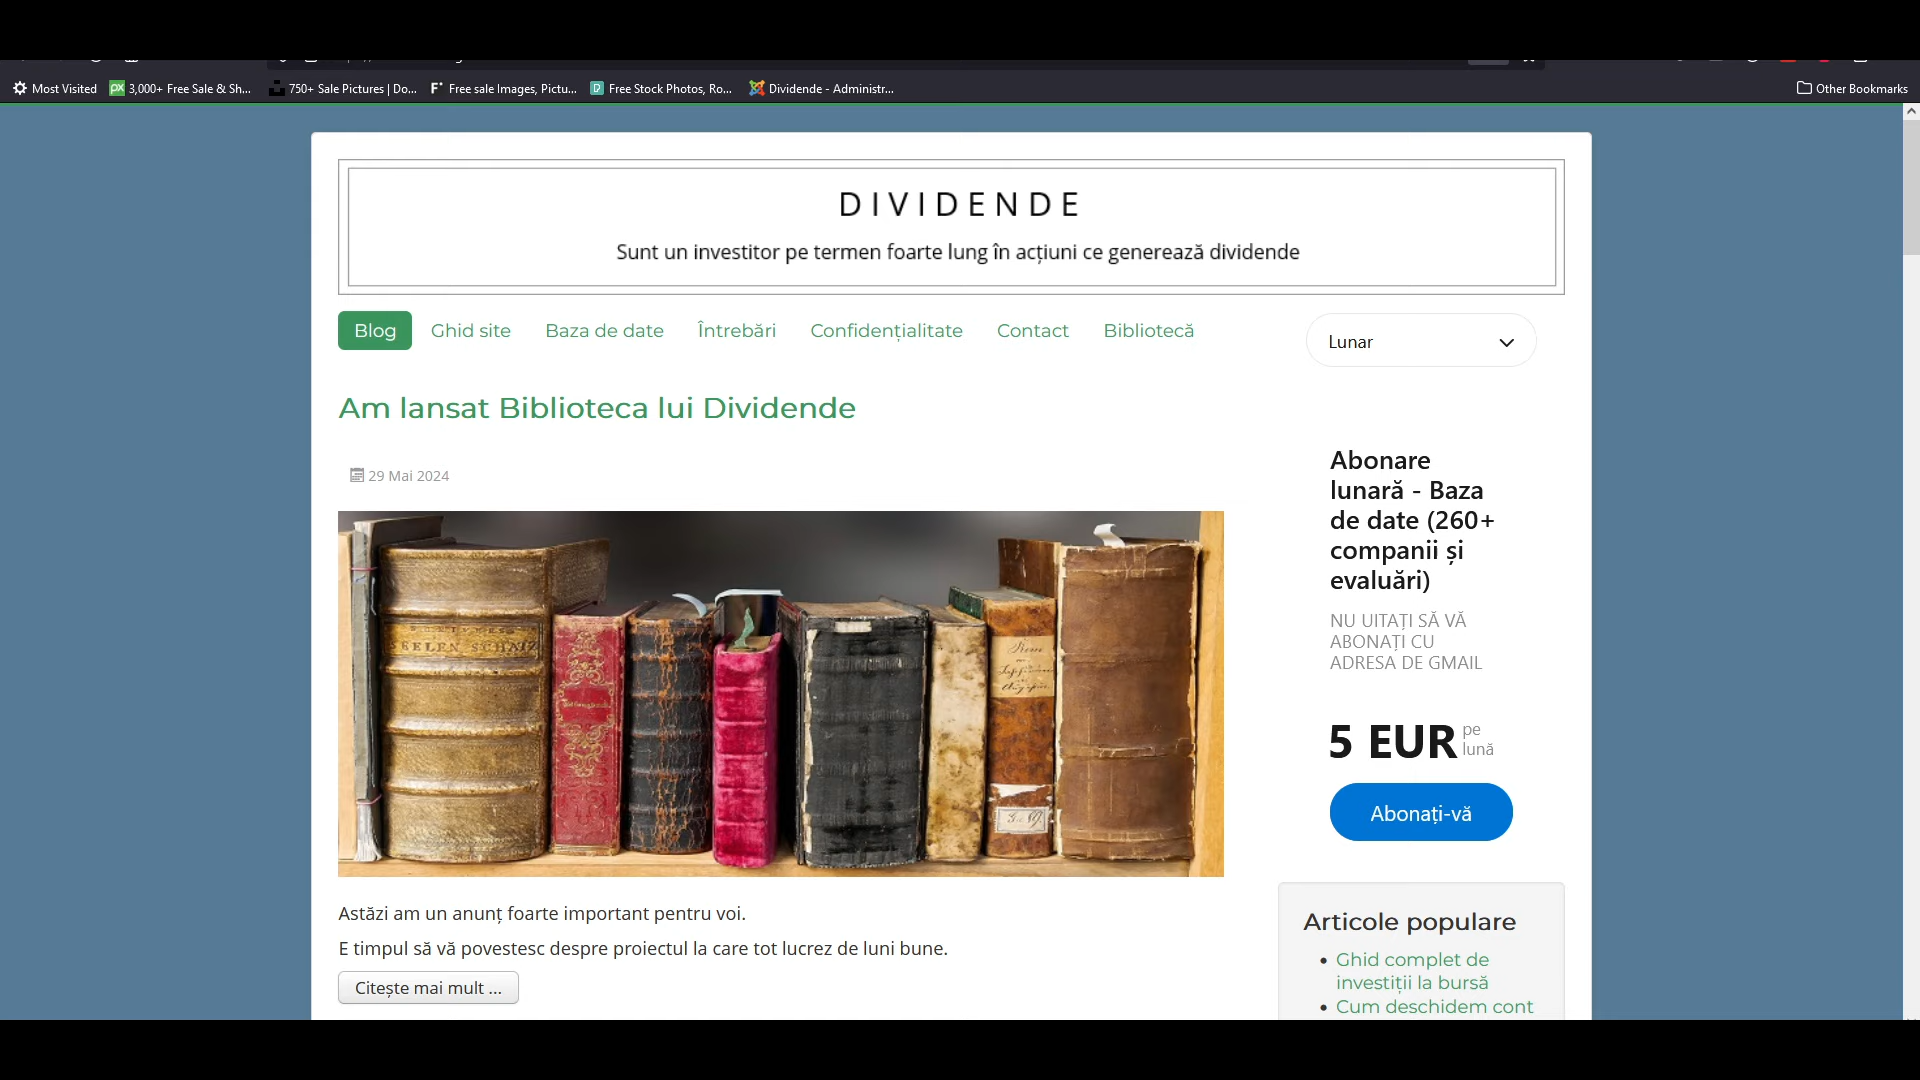 Most Visited
3,000+ Free Sale & Sh...
750+ Sale Pictures | Do...
Free sale Images, Pictu...
Free Stock Photos, Ro...
Dividende - Administr...
Other Bookmarks
DIVIDENDE
Sunt un investitor pe termen foarte lung în acțiuni ce generează dividende
Blog
Ghid site
Baza de date
Întrebări
Confidențialitate
Contact
Bibliotecă
Lunar
Am lansat Biblioteca lui Dividende
29 Mai 2024
Astăzi am un anunț foarte important pentru voi.
E timpul să vă povestesc despre proiectul la care tot lucrez de luni bune.
Citește mai mult ...
Abonare
lunară - Baza
de date (260+
companii și
evaluări)
NU UITAȚI SĂ VĂ
ABONAȚI CU
ADRESA DE GMAIL
5 EUR pe
lună
Abonați-vă
Articole populare
Ghid complet de
investiții la bursă
Cum deschidem cont